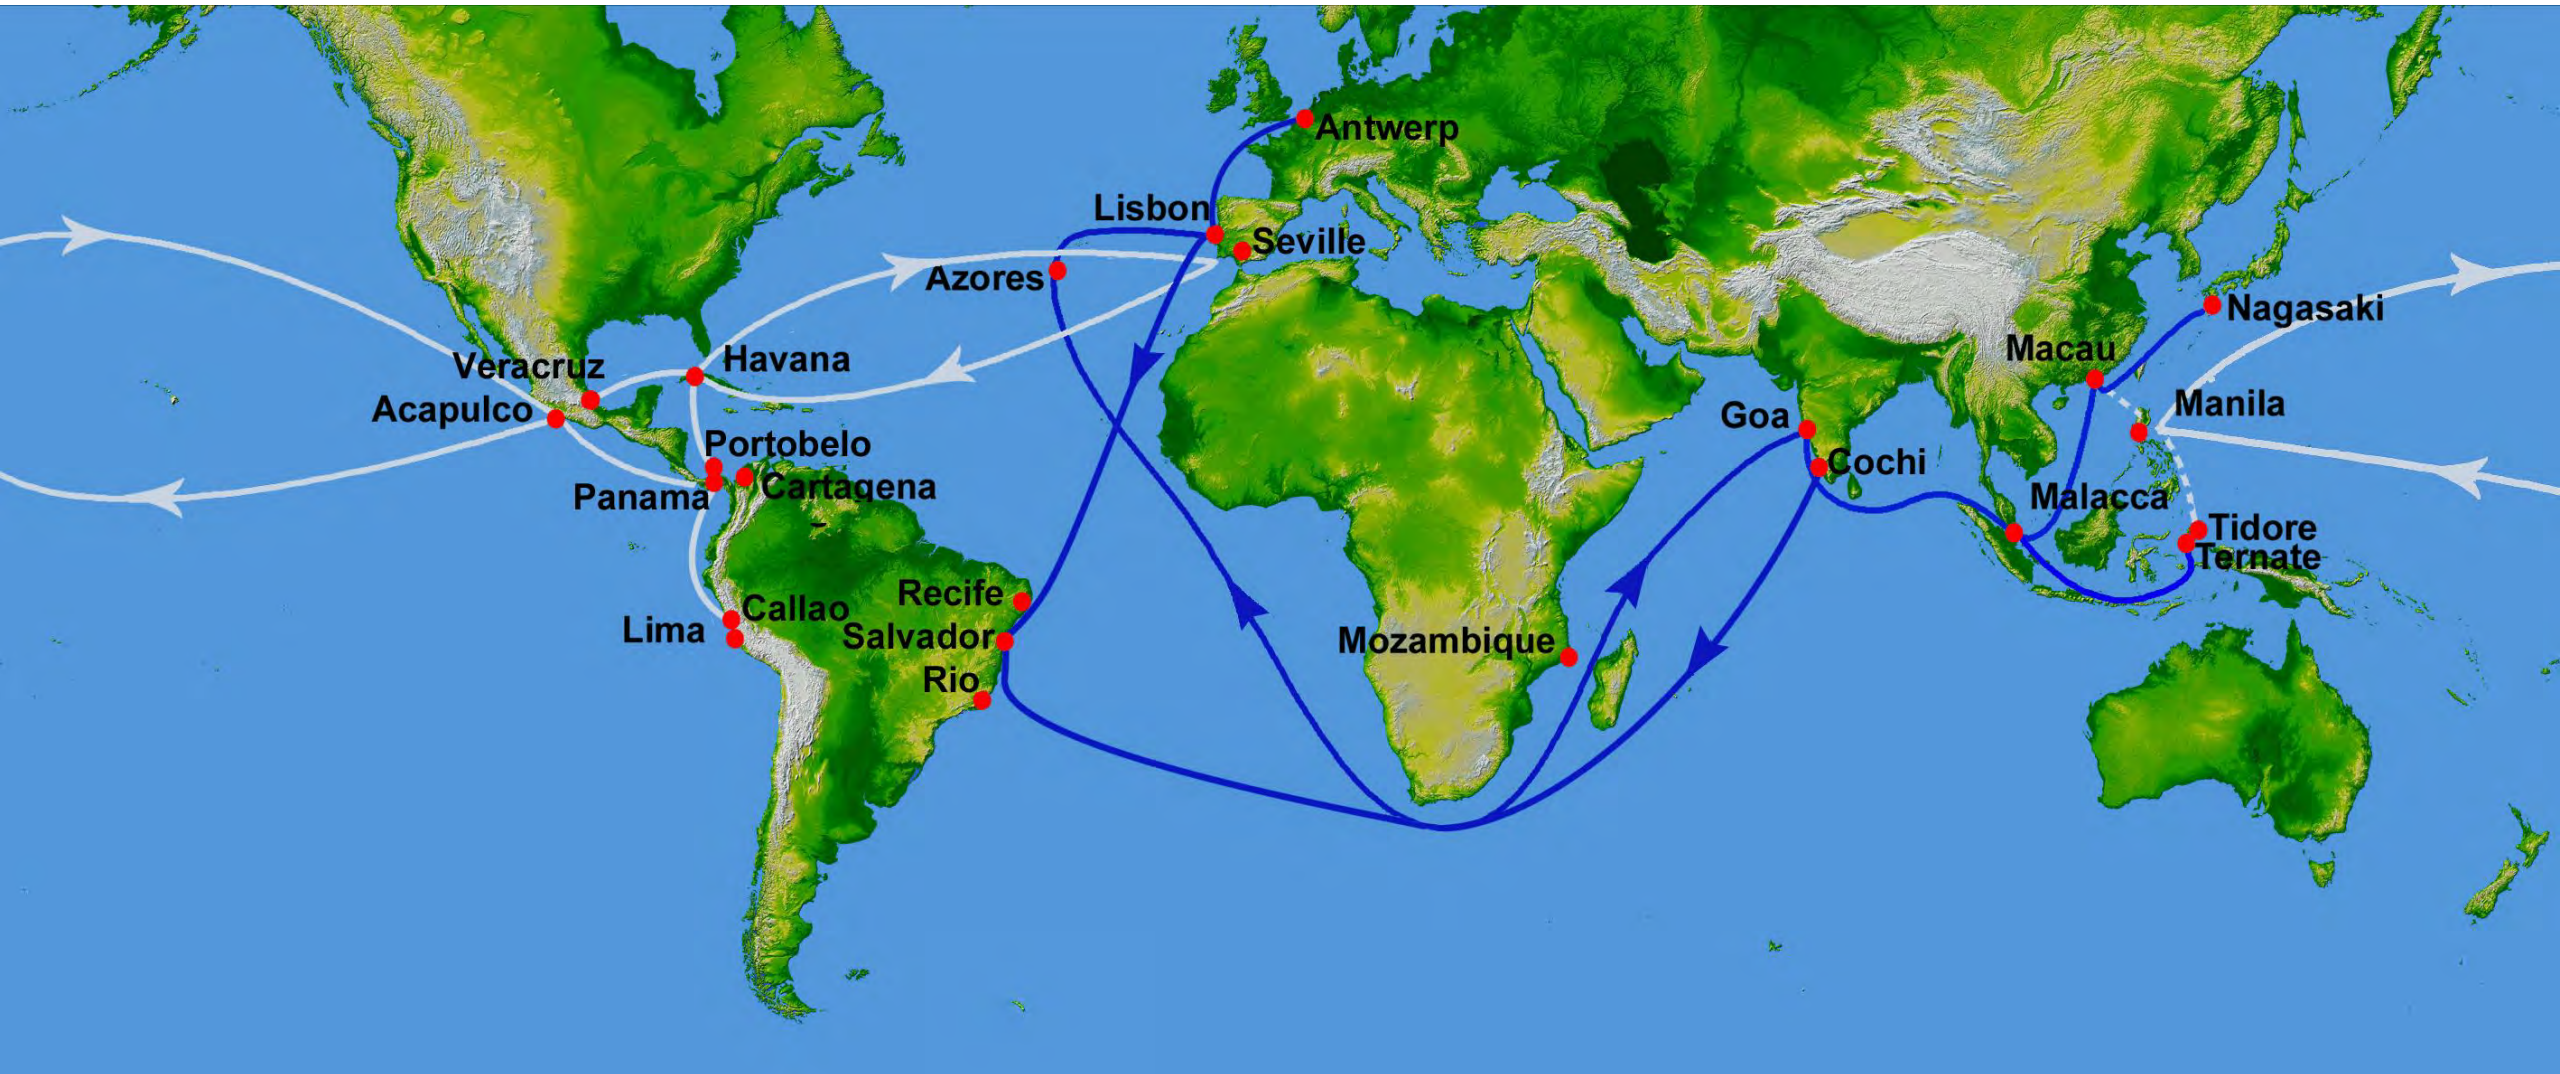 Antwerp
Lisbon
Seville
Azores
Nagasaki
Macau
Veracruz
Havana
Acapulco
Manila
Goa
Portobelo
Cochi
Panama
Cartagena
Malacca
Tidore
Ternate
Recife
Callao
Lima
Salvador
Mozambique
Rio